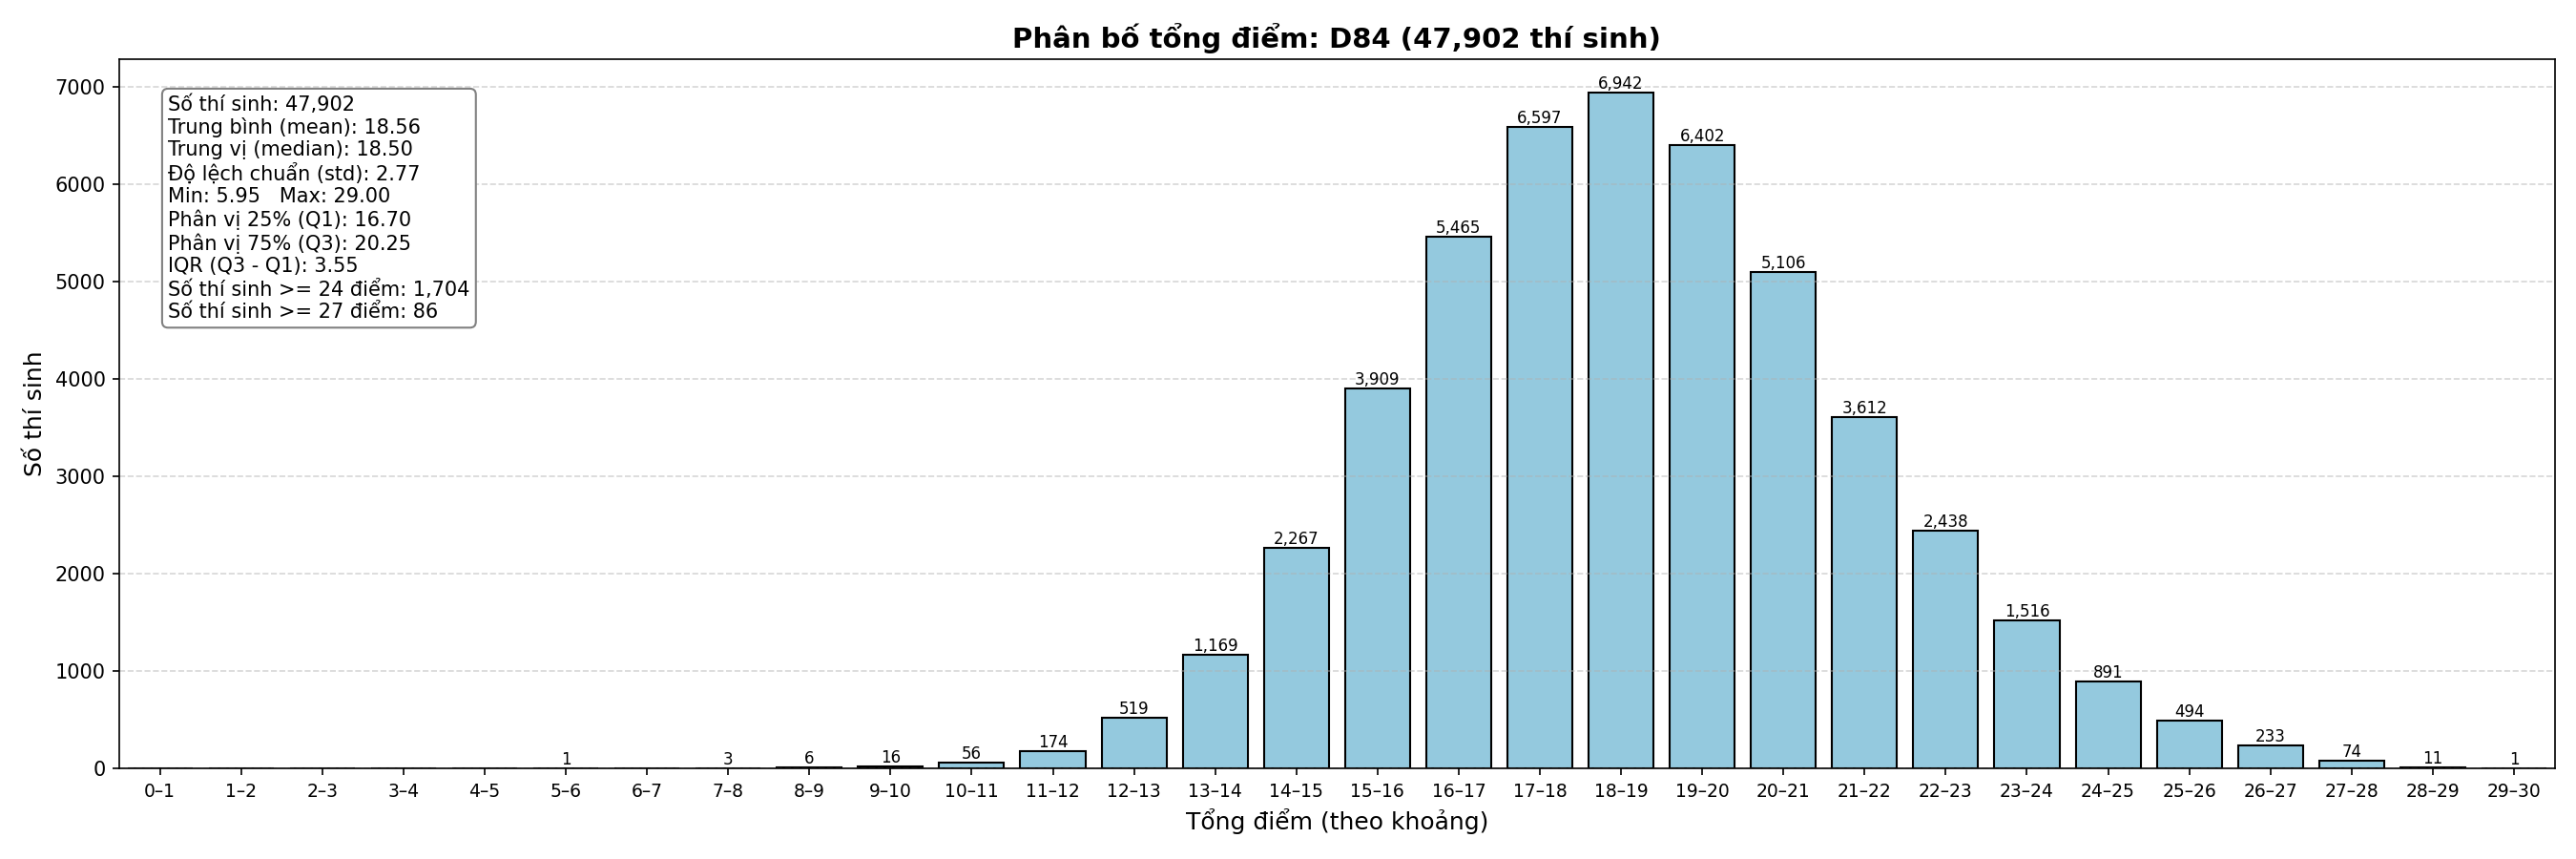 Phân bố tổng điểm: D84 (47,902 thí sinh)
Số thí sinh: 47,902
Trung bình (mean): 18.56
Trung vị (median): 18.50
Độ lệch chuẩn (std): 2.77
Min: 5.95   Max: 29.00
Phân vị 25% (Q1): 16.70
Phân vị 75% (Q3): 20.25
IQR (Q3 - Q1): 3.55
Số thí sinh >= 24 điểm: 1,704
Số thí sinh >= 27 điểm: 86
Số thí sinh
7000
6000
5000
4000
3000
2000
1000
0
1 3 6 16 56 174 519 1,169 2,267 3,909 5,465 6,597 6,942 6,402 5,106 3,612 2,438 1,516 891 494 233 74 11 1
0–1 1–2 2–3 3–4 4–5 5–6 6–7 7–8 8–9 9–10 10–11 11–12 12–13 13–14 14–15 15–16 16–17 17–18 18–19 19–20 20–21 21–22 22–23 23–24 24–25 25–26 26–27 27–28 28–29 29–30
Tổng điểm (theo khoảng)